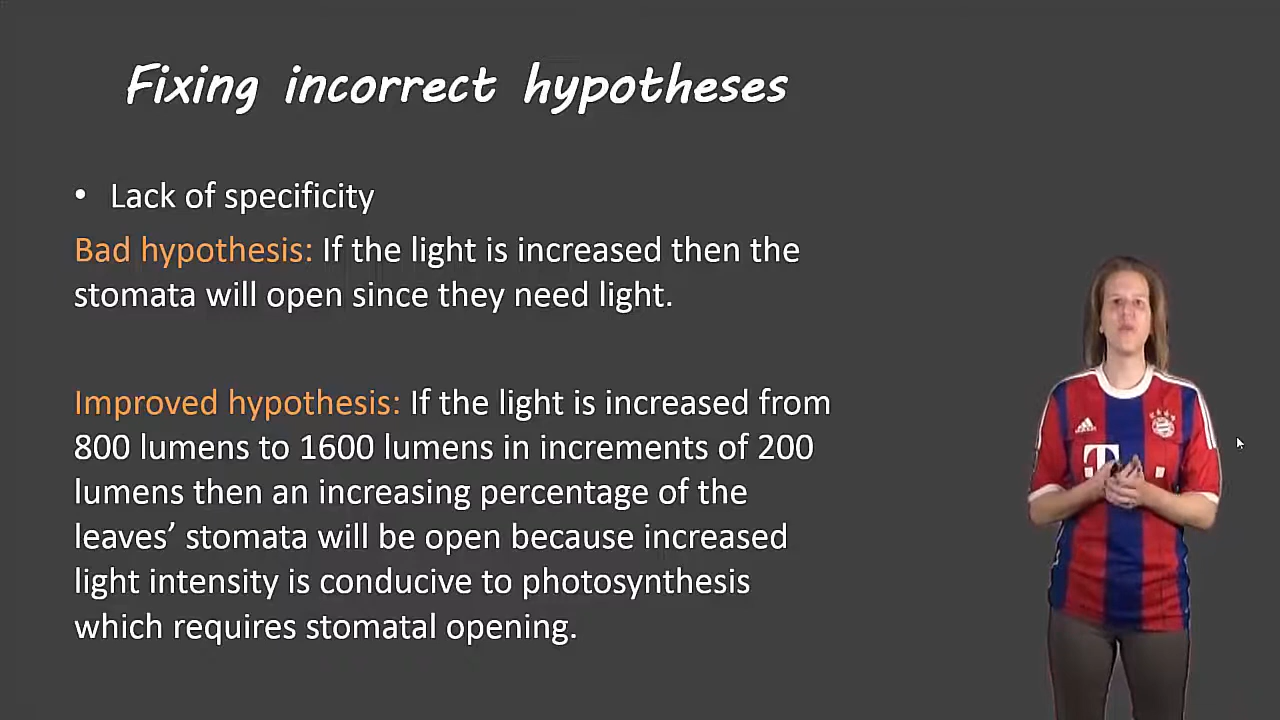 Fixing incorrect hypotheses
• Lack of specificity
Bad hypothesis: If the light is increased then the
stomata will open since they need light.
Improved hypothesis: If the light is increased from
800 lumens to 1600 lumens in increments of 200
lumens then an increasing percentage of the
leaves’ stomata will be open because increased
light intensity is conducive to photosynthesis
which requires stomatal opening.
T